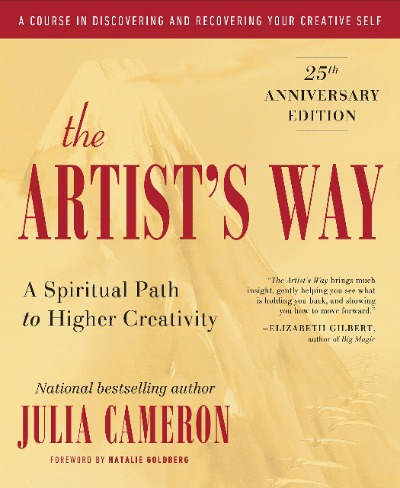 A COURSE IN DISCOVERING AND RECOVERING YOUR CREATIVE SELF
25th
ANNIVERSARY
EDITION
the
ARTIST'S WAY
A Spiritual Path
to Higher Creativity
"The Artist's Way brings much
insight, gently helping you see what
is holding you back, and showing
you how to move forward."
—ELIZABETH GILBERT,
author of Big Magic
National bestselling author
JULIA CAMERON
FOREWORD BY NATALIE GOLDBERG